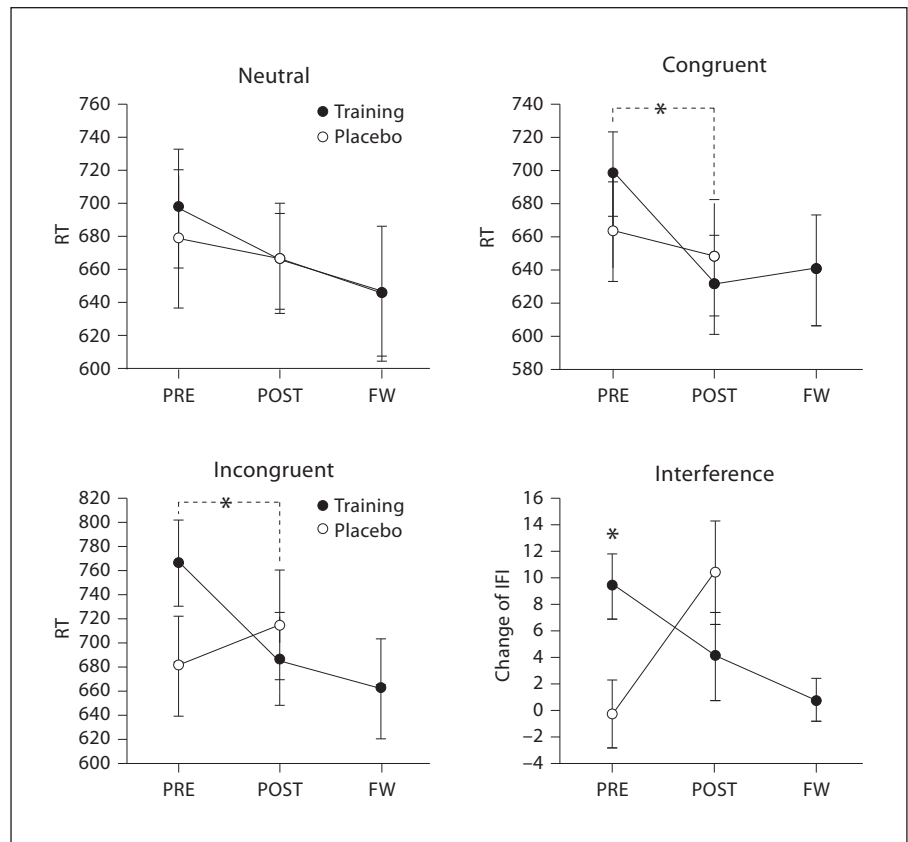 Neutral
760
740
720
700
680
660
640
620
600
RT
Training
Placebo
PRE POST FW
Congruent
740
720
700
680
660
640
620
600
580
RT
*
PRE POST FW
Incongruent
820
800
780
760
740
720
700
680
660
640
620
600
RT
*
Training
Placebo
PRE POST FW
Interference
16
14
12
10
8
6
4
2
0
−2
−4
Change of IFI
*
PRE POST FW